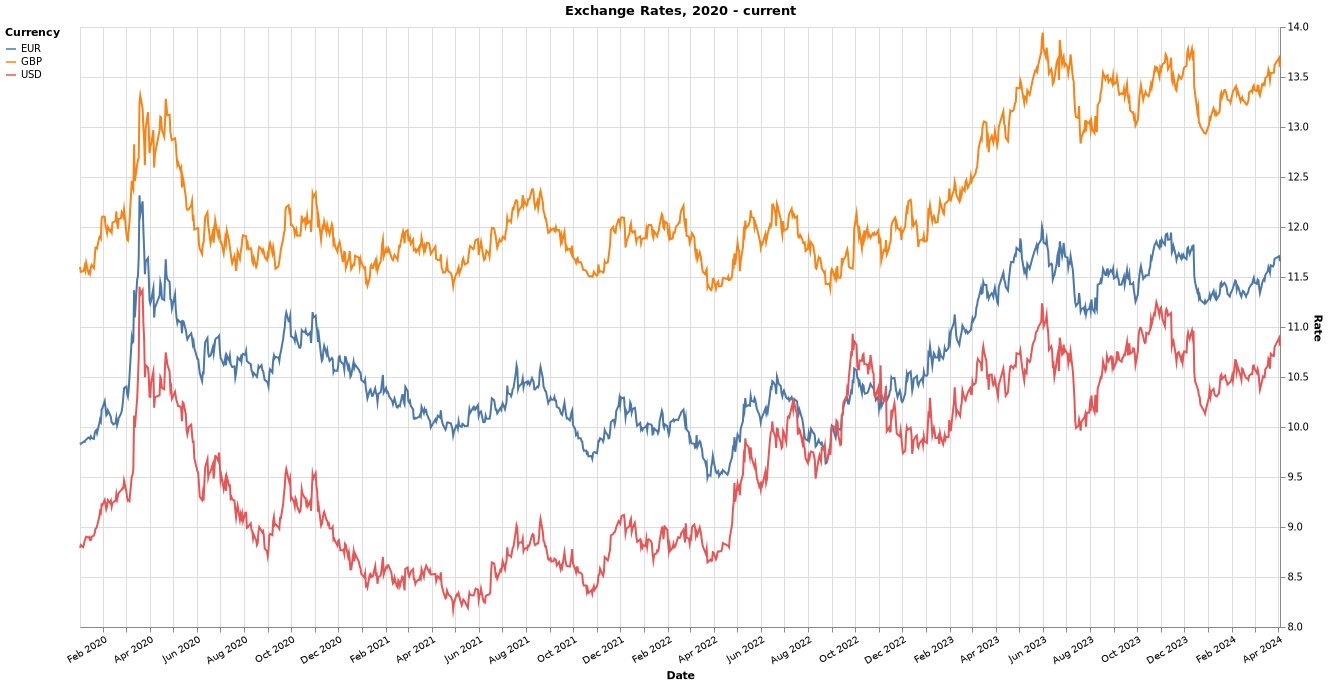 Exchange Rates, 2020 - current
Currency
EUR
GBP
USD
14.0
13.5
13.0
12.5
12.0
11.5
11.0
10.5
10.0
9.5
9.0
8.5
8.0
Rate
Feb 2020
Apr 2020
Jun 2020
Aug 2020
Oct 2020
Dec 2020
Feb 2021
Apr 2021
Jun 2021
Aug 2021
Oct 2021
Dec 2021
Feb 2022
Apr 2022
Jun 2022
Aug 2022
Oct 2022
Dec 2022
Feb 2023
Apr 2023
Jun 2023
Aug 2023
Oct 2023
Dec 2023
Feb 2024
Apr 2024
Date